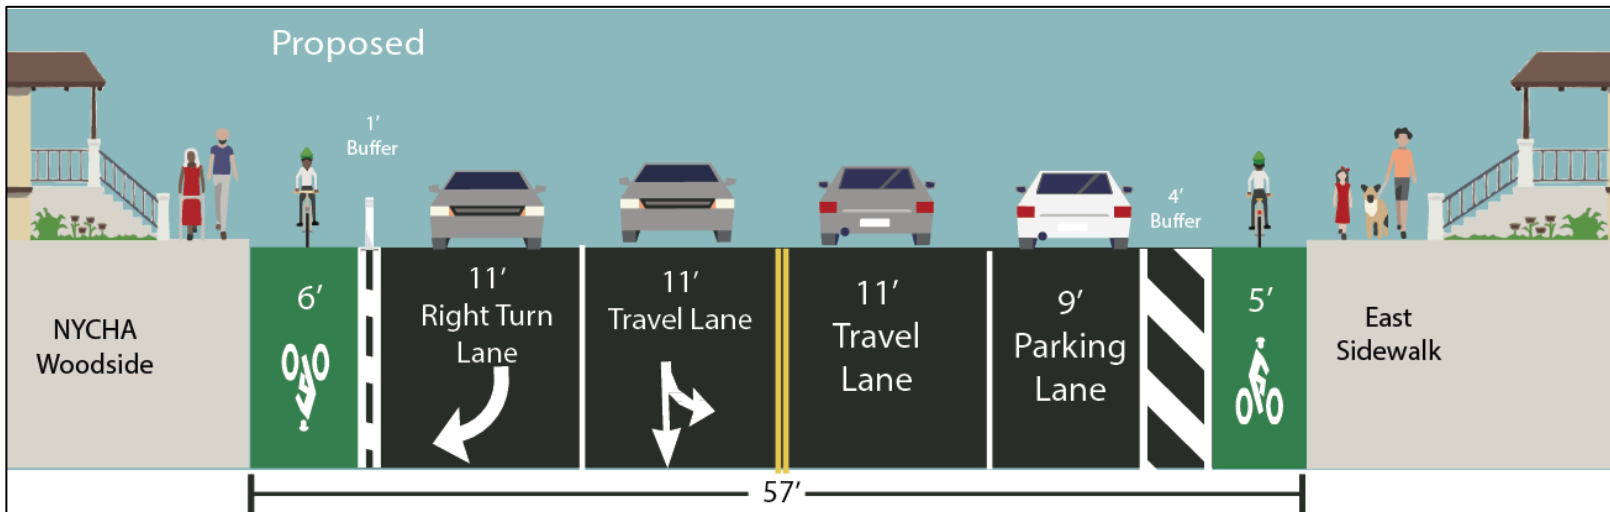 Proposed
1'
Buffer
4'
Buffer
NYCHA
Woodside
6'
11'
Right Turn
Lane
11'
Travel Lane
11'
Travel
Lane
9'
Parking
Lane
5'
East
Sidewalk
57'